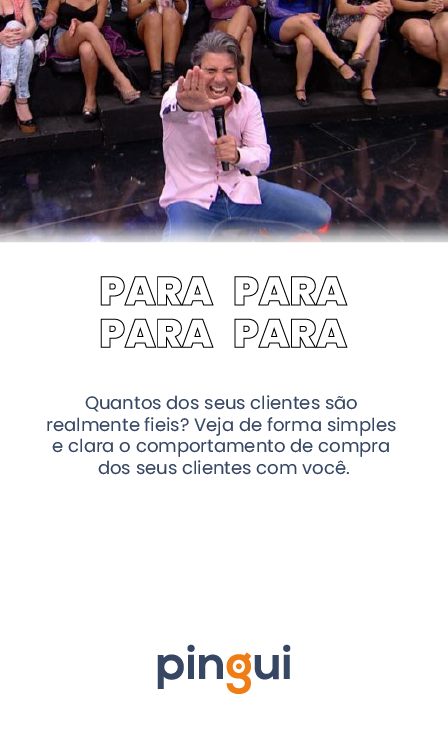 PARA PARA
PARA PARA
Quantos dos seus clientes são
realmente fieis? Veja de forma simples
e clara o comportamento de compra
dos seus clientes com você.
pingui